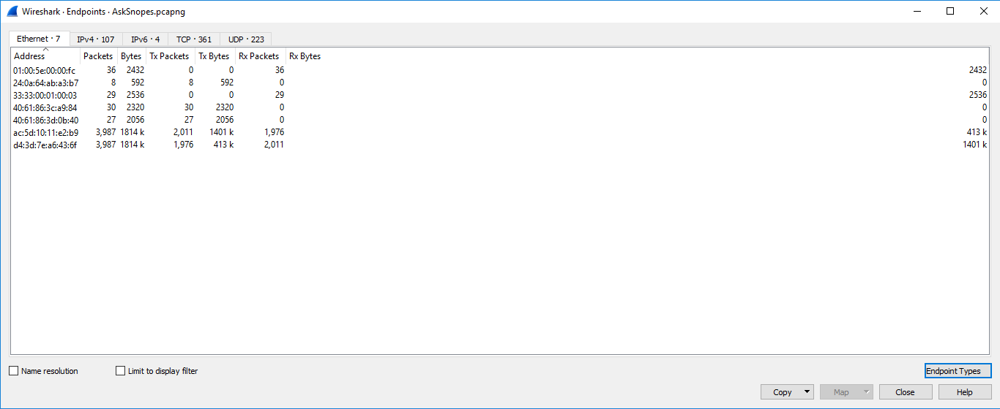 Wireshark · Endpoints · AskSnopes.pcapng
Ethernet · 7 IPv4 · 107 IPv6 · 4 TCP · 361 UDP · 223
Address Packets Bytes Tx Packets Tx Bytes Rx Packets Rx Bytes
01:00:5e:00:00:fc 36 2432 0 0 36 2432
24:0a:64:ab:a3:b7 8 592 8 592 0 0
33:33:00:01:00:03 29 2536 0 0 29 2536
40:61:86:3c:a9:84 30 2320 30 2320 0 0
40:61:86:3d:0b:40 27 2056 27 2056 0 0
ac:5d:10:11:e2:b9 3,987 1814 k 2,011 1401 k 1,976 413 k
d4:3d:7e:a6:43:6f 3,987 1814 k 1,976 413 k 2,011 1401 k
Name resolution Limit to display filter Endpoint Types
Copy Map Close Help